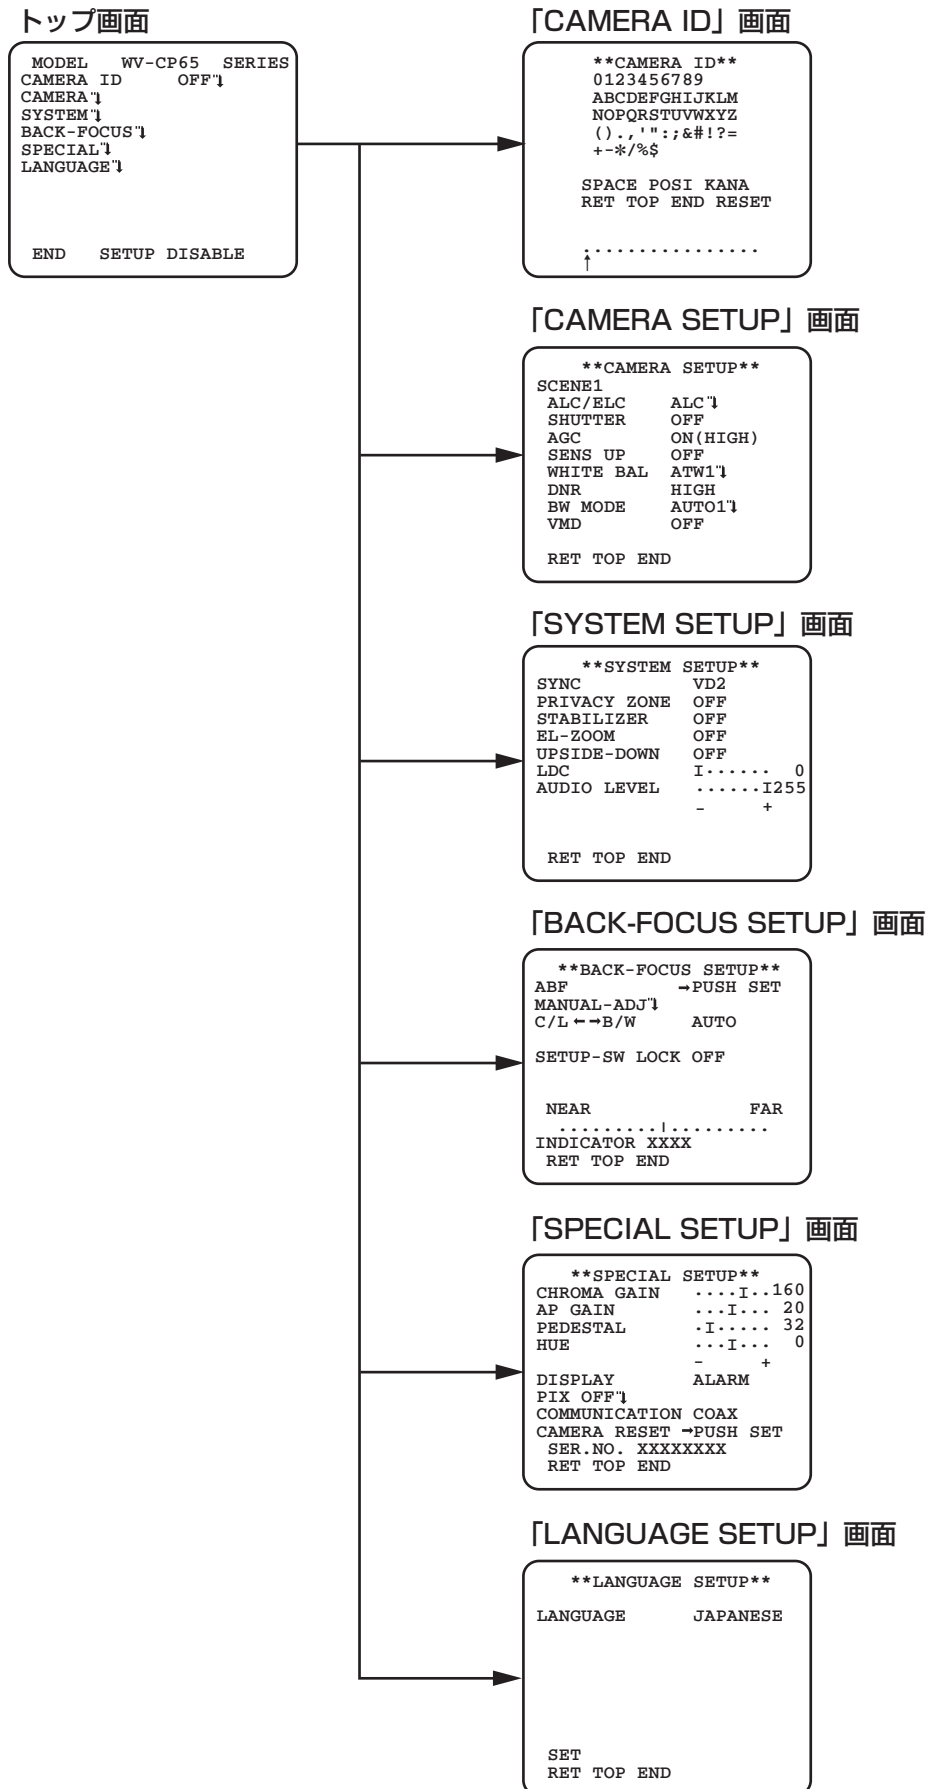 トップ画面
MODEL WV-CP65 SERIES
CAMERA ID OFF
CAMERA
SYSTEM
BACK-FOCUS
SPECIAL
LANGUAGE
END SETUP DISABLE
「CAMERA ID」画面
**CAMERA ID**
0123456789
ABCDEFGHIJKLM
NOPQRSTUVWXYZ
().,'":;&#!?=
+-*/%$
SPACE POSI KANA
RET TOP END RESET
................
↑
「CAMERA SETUP」画面
**CAMERA SETUP**
SCENE1
ALC/ELC ALC
SHUTTER OFF
AGC ON(HIGH)
SENS UP OFF
WHITE BAL ATW1
DNR HIGH
BW MODE AUTO1
VMD OFF
RET TOP END
「SYSTEM SETUP」画面
**SYSTEM SETUP**
SYNC VD2
PRIVACY ZONE OFF
STABILIZER OFF
EL-ZOOM OFF
UPSIDE-DOWN OFF
LDC I...... 0
AUDIO LEVEL ......I255
- +
RET TOP END
「BACK-FOCUS SETUP」画面
**BACK-FOCUS SETUP**
ABF →PUSH SET
MANUAL-ADJ
C/L←→B/W AUTO
SETUP-SW LOCK OFF
NEAR FAR
.........I.........
INDICATOR XXXX
RET TOP END
「SPECIAL SETUP」画面
**SPECIAL SETUP**
CHROMA GAIN ....I..160
AP GAIN ...I... 20
PEDESTAL .I..... 32
HUE ...I... 0
- +
DISPLAY ALARM
PIX OFF
COMMUNICATION COAX
CAMERA RESET →PUSH SET
SER.NO. XXXXXXXX
RET TOP END
「LANGUAGE SETUP」画面
**LANGUAGE SETUP**
LANGUAGE JAPANESE
SET
RET TOP END